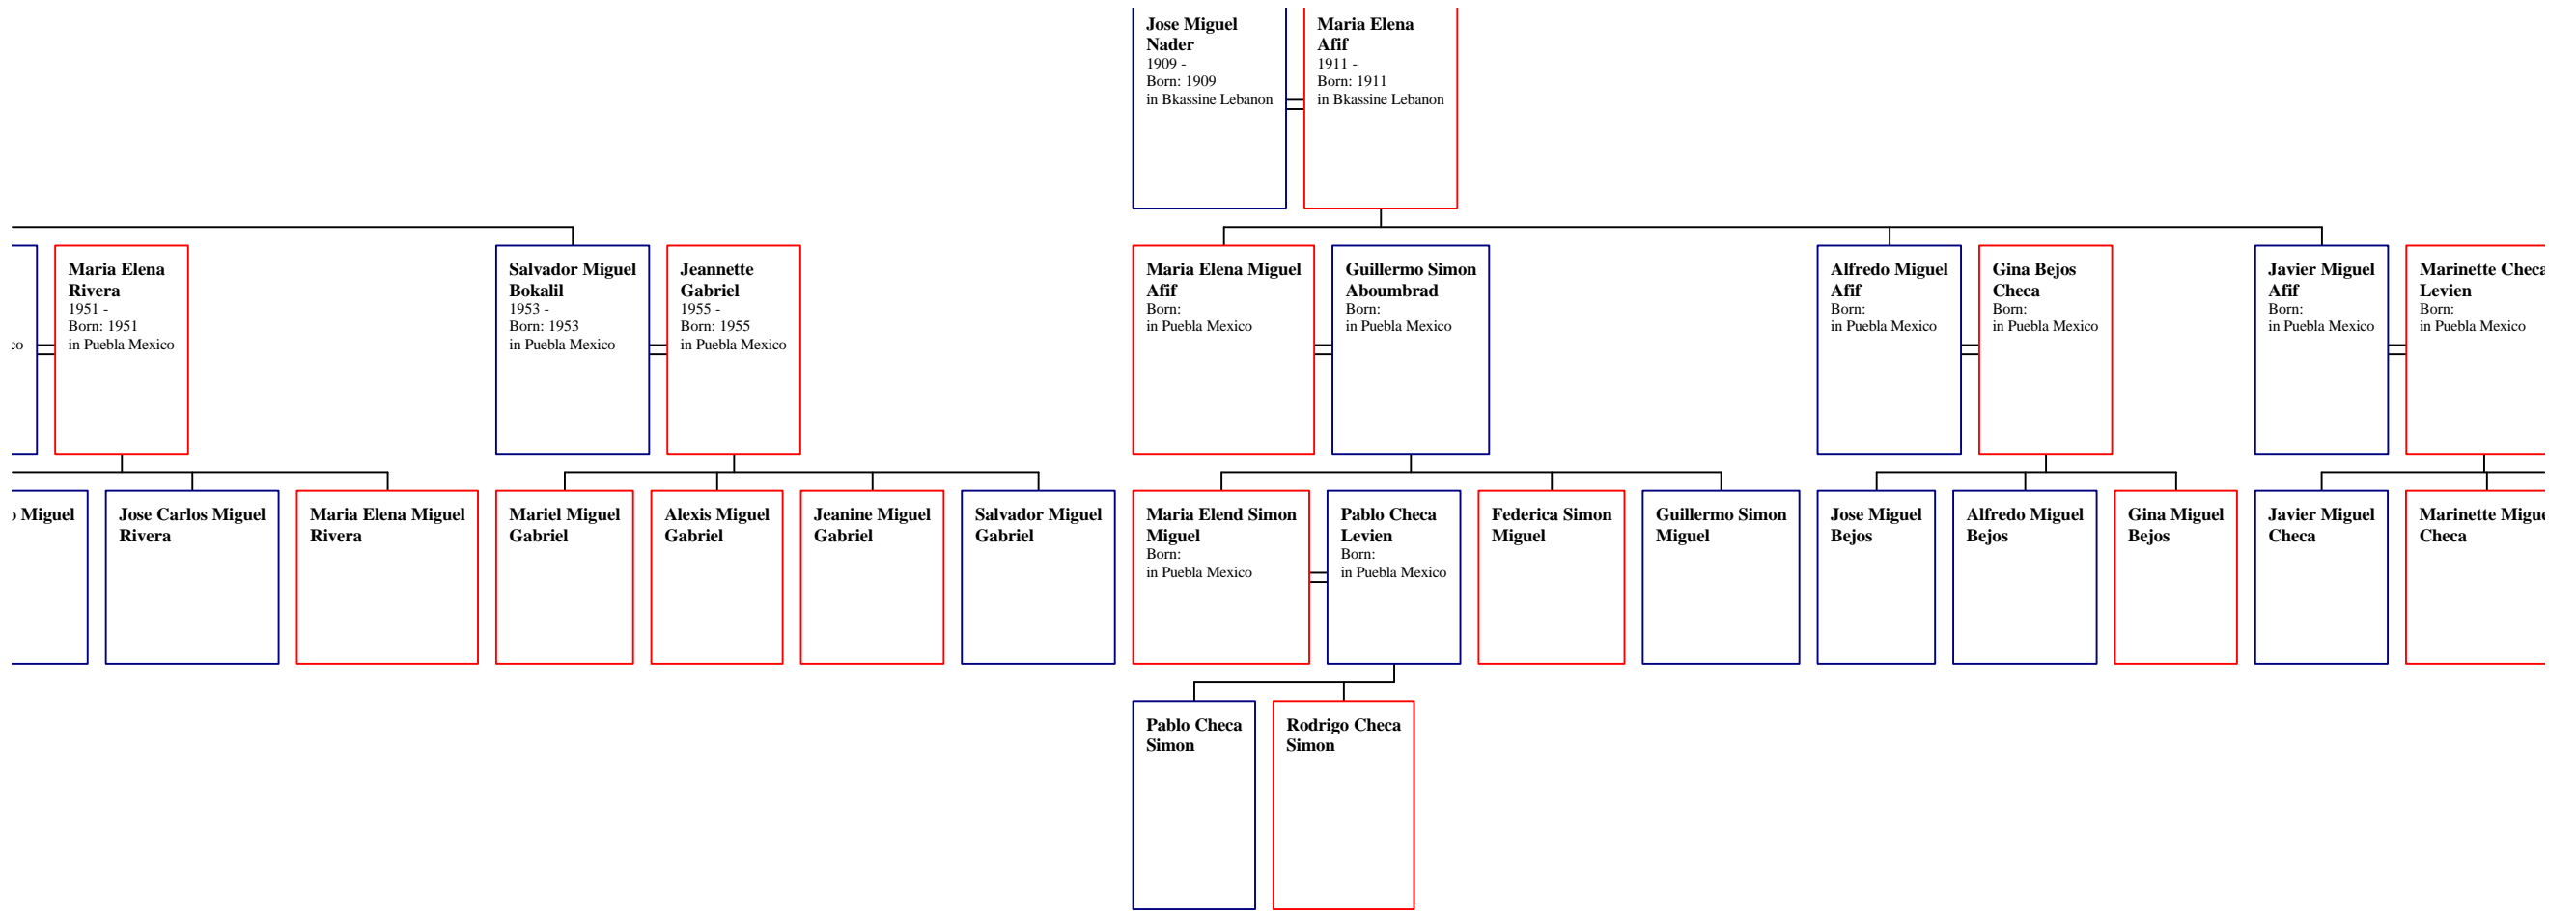 Jose Miguel
Nader
1909 -
Born: 1909
in Bkassine Lebanon
Maria Elena
Afif
1911 -
Born: 1911
in Bkassine Lebanon
Maria Elena
Rivera
1951 -
Born: 1951
in Puebla Mexico
Salvador Miguel
Bokalil
1953 -
Born: 1953
in Puebla Mexico
Jeannette
Gabriel
1955 -
Born: 1955
in Puebla Mexico
Maria Elena Miguel
Afif
Born:
in Puebla Mexico
Guillermo Simon
Aboumbrad
Born:
in Puebla Mexico
Alfredo Miguel
Afif
Born:
in Puebla Mexico
Gina Bejos
Checa
Born:
in Puebla Mexico
Javier Miguel
Afif
Born:
in Puebla Mexico
Marinette Checa
Levien
Born:
in Puebla Mexico
Miguel
Jose Carlos Miguel
Rivera
Maria Elena Miguel
Rivera
Mariel Miguel
Gabriel
Alexis Miguel
Gabriel
Jeanine Miguel
Gabriel
Salvador Miguel
Gabriel
Maria Elend Simon
Miguel
Born:
in Puebla Mexico
Pablo Checa
Levien
Born:
in Puebla Mexico
Federica Simon
Miguel
Guillermo Simon
Miguel
Jose Miguel
Bejos
Alfredo Miguel
Bejos
Gina Miguel
Bejos
Javier Miguel
Checa
Marinette
Checa
Pablo Checa
Simon
Rodrigo Checa
Simon